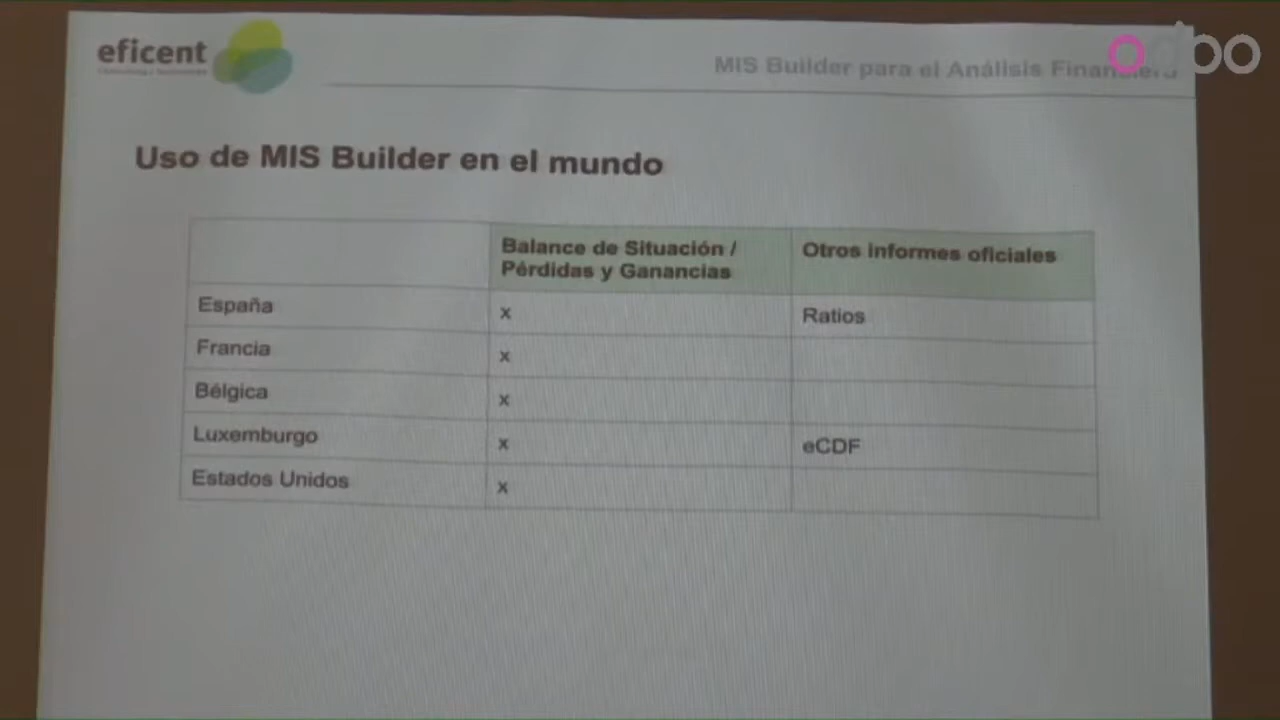 eficent
MIS Builder para el Análisis Financiero
odoo
Uso de MIS Builder en el mundo
Balance de Situación /
Pérdidas y Ganancias
Otros informes oficiales
España x Ratios
Francia x
Bélgica x
Luxemburgo x eCDF
Estados Unidos x